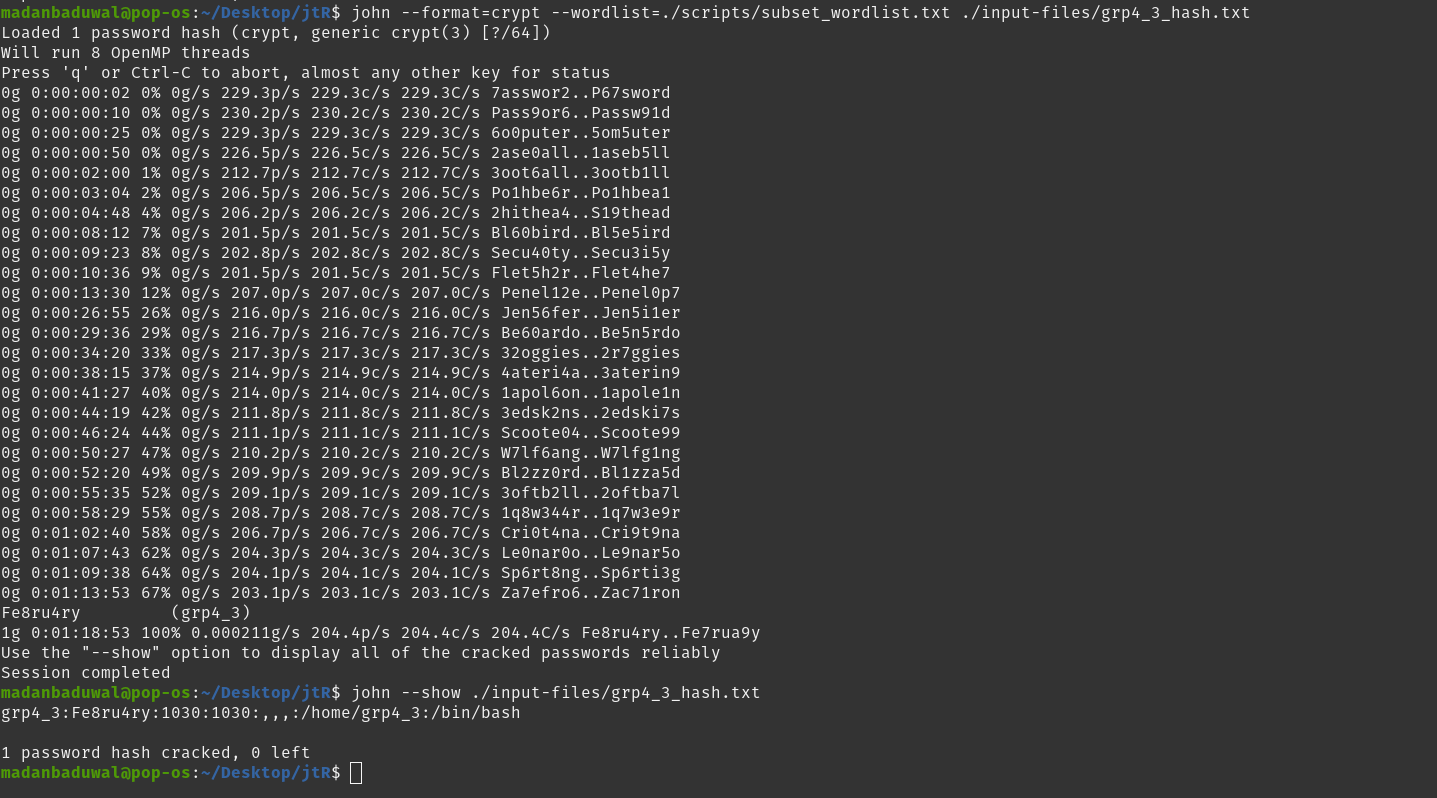 madanbaduwal@pop-os:~/Desktop/jtR$ john --format=crypt --wordlist=./scripts/subset_wordlist.txt ./input-files/grp4_3_hash.txt
Loaded 1 password hash (crypt, generic crypt(3) [?/64])
Will run 8 OpenMP threads
Press 'q' or Ctrl-C to abort, almost any other key for status
0g 0:00:00:02 0% 0g/s 229.3p/s 229.3c/s 229.3C/s 7asswor2..P67sword
0g 0:00:00:10 0% 0g/s 230.2p/s 230.2c/s 230.2C/s Pass9or6..Passw91d
0g 0:00:00:25 0% 0g/s 229.3p/s 229.3c/s 229.3C/s 6o0puter..5om5uter
0g 0:00:00:50 0% 0g/s 226.5p/s 226.5c/s 226.5C/s 2ase0all..1aseb5ll
0g 0:00:02:00 1% 0g/s 212.7p/s 212.7c/s 212.7C/s 3oot6all..3ootb1ll
0g 0:00:03:04 2% 0g/s 206.5p/s 206.5c/s 206.5C/s Po1hbe6r..Po1hbea1
0g 0:00:04:48 4% 0g/s 206.2p/s 206.2c/s 206.2C/s 2hithea4..S19thead
0g 0:00:08:12 7% 0g/s 201.5p/s 201.5c/s 201.5C/s Bl60bird..Bl5e5ird
0g 0:00:09:23 8% 0g/s 202.8p/s 202.8c/s 202.8C/s Secu40ty..Secu3i5y
0g 0:00:10:36 9% 0g/s 201.5p/s 201.5c/s 201.5C/s Flet5h2r..Flet4he7
0g 0:00:13:30 12% 0g/s 207.0p/s 207.0c/s 207.0C/s Penel12e..Penel0p7
0g 0:00:26:55 26% 0g/s 216.0p/s 216.0c/s 216.0C/s Jen56fer..Jen5i1er
0g 0:00:29:36 29% 0g/s 216.7p/s 216.7c/s 216.7C/s Be60ardo..Be5n5rdo
0g 0:00:34:20 33% 0g/s 217.3p/s 217.3c/s 217.3C/s 32oggies..2r7ggies
0g 0:00:38:15 37% 0g/s 214.9p/s 214.9c/s 214.9C/s 4ateri4a..3aterin9
0g 0:00:41:27 40% 0g/s 214.0p/s 214.0c/s 214.0C/s 1apol6on..1apole1n
0g 0:00:44:19 42% 0g/s 211.8p/s 211.8c/s 211.8C/s 3edsk2ns..2edski7s
0g 0:00:46:24 44% 0g/s 211.1p/s 211.1c/s 211.1C/s Scoote04..Scoote99
0g 0:00:50:27 47% 0g/s 210.2p/s 210.2c/s 210.2C/s W7lf6ang..W7lfg1ng
0g 0:00:52:20 49% 0g/s 209.9p/s 209.9c/s 209.9C/s Bl2zz0rd..Bl1zza5d
0g 0:00:55:35 52% 0g/s 209.1p/s 209.1c/s 209.1C/s 3oftb2ll..2oftba7l
0g 0:00:58:29 55% 0g/s 208.7p/s 208.7c/s 208.7C/s 1q8w344r..1q7w3e9r
0g 0:01:02:40 58% 0g/s 206.7p/s 206.7c/s 206.7C/s Cri0t4na..Cri9t9na
0g 0:01:07:43 62% 0g/s 204.3p/s 204.3c/s 204.3C/s Le0nar0o..Le9nar5o
0g 0:01:09:38 64% 0g/s 204.1p/s 204.1c/s 204.1C/s Sp6rt8ng..Sp6rti3g
0g 0:01:13:53 67% 0g/s 203.1p/s 203.1c/s 203.1C/s Za7efro6..Zac71ron
Fe8ru4ry         (grp4_3)
1g 0:01:18:53 100% 0.000211g/s 204.4p/s 204.4c/s 204.4C/s Fe8ru4ry..Fe7rua9y
Use the "--show" option to display all of the cracked passwords reliably
Session completed
madanbaduwal@pop-os:~/Desktop/jtR$ john --show ./input-files/grp4_3_hash.txt
grp4_3:Fe8ru4ry:1030:1030:,,,:/home/grp4_3:/bin/bash
1 password hash cracked, 0 left
madanbaduwal@pop-os:~/Desktop/jtR$